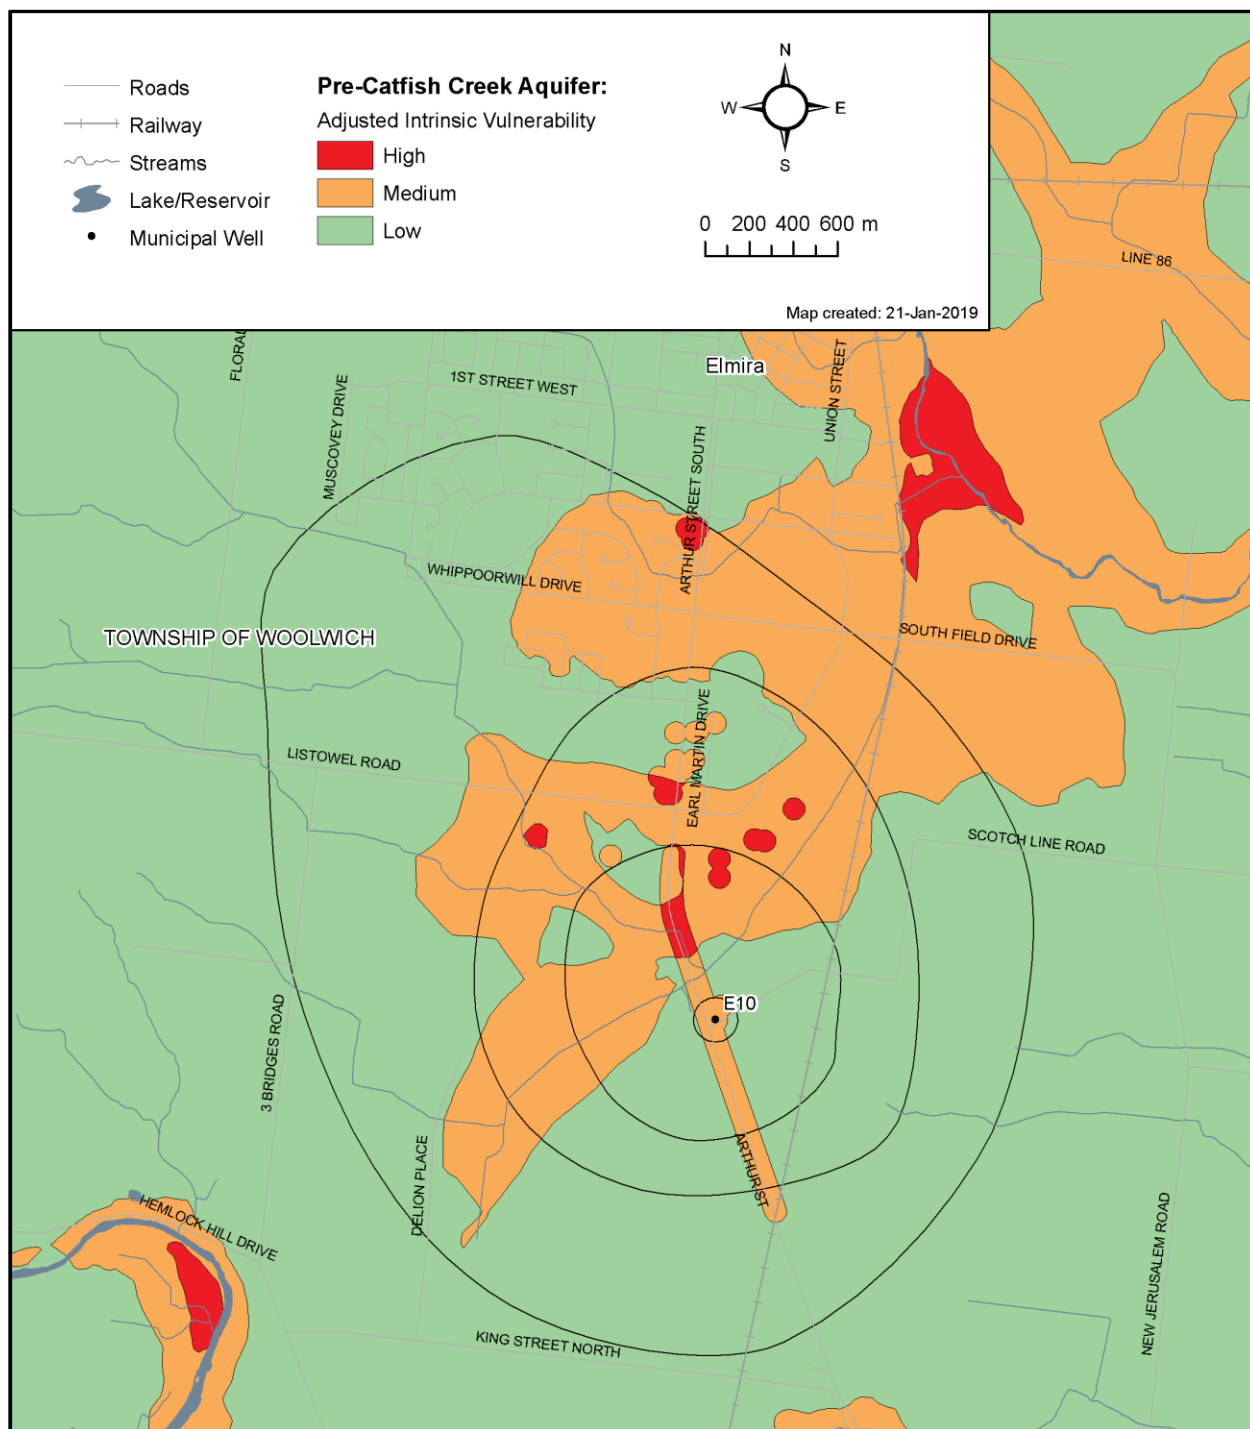 Roads
Railway
Streams
Lake/Reservoir
Municipal Well
Pre-Catfish Creek Aquifer:
Adjusted Intrinsic Vulnerability
High
Medium
Low
N
W E
S
0 200 400 600 m
Map created: 21-Jan-2019
LINE 86
FLORAL
Elmira
1ST STREET WEST
MUSCOVEY DRIVE
UNION STREET
ARTHUR STREET SOUTH
WHIPPOORWILL DRIVE
TOWNSHIP OF WOOLWICH
SOUTH FIELD DRIVE
EARL MARTIN DRIVE
LISTOWEL ROAD
SCOTCH LINE ROAD
E10
3 BRIDGES ROAD
DELION PLACE
ARTHUR ST
HEMLOCK HILL DRIVE
NEW JERUSALEM ROAD
KING STREET NORTH